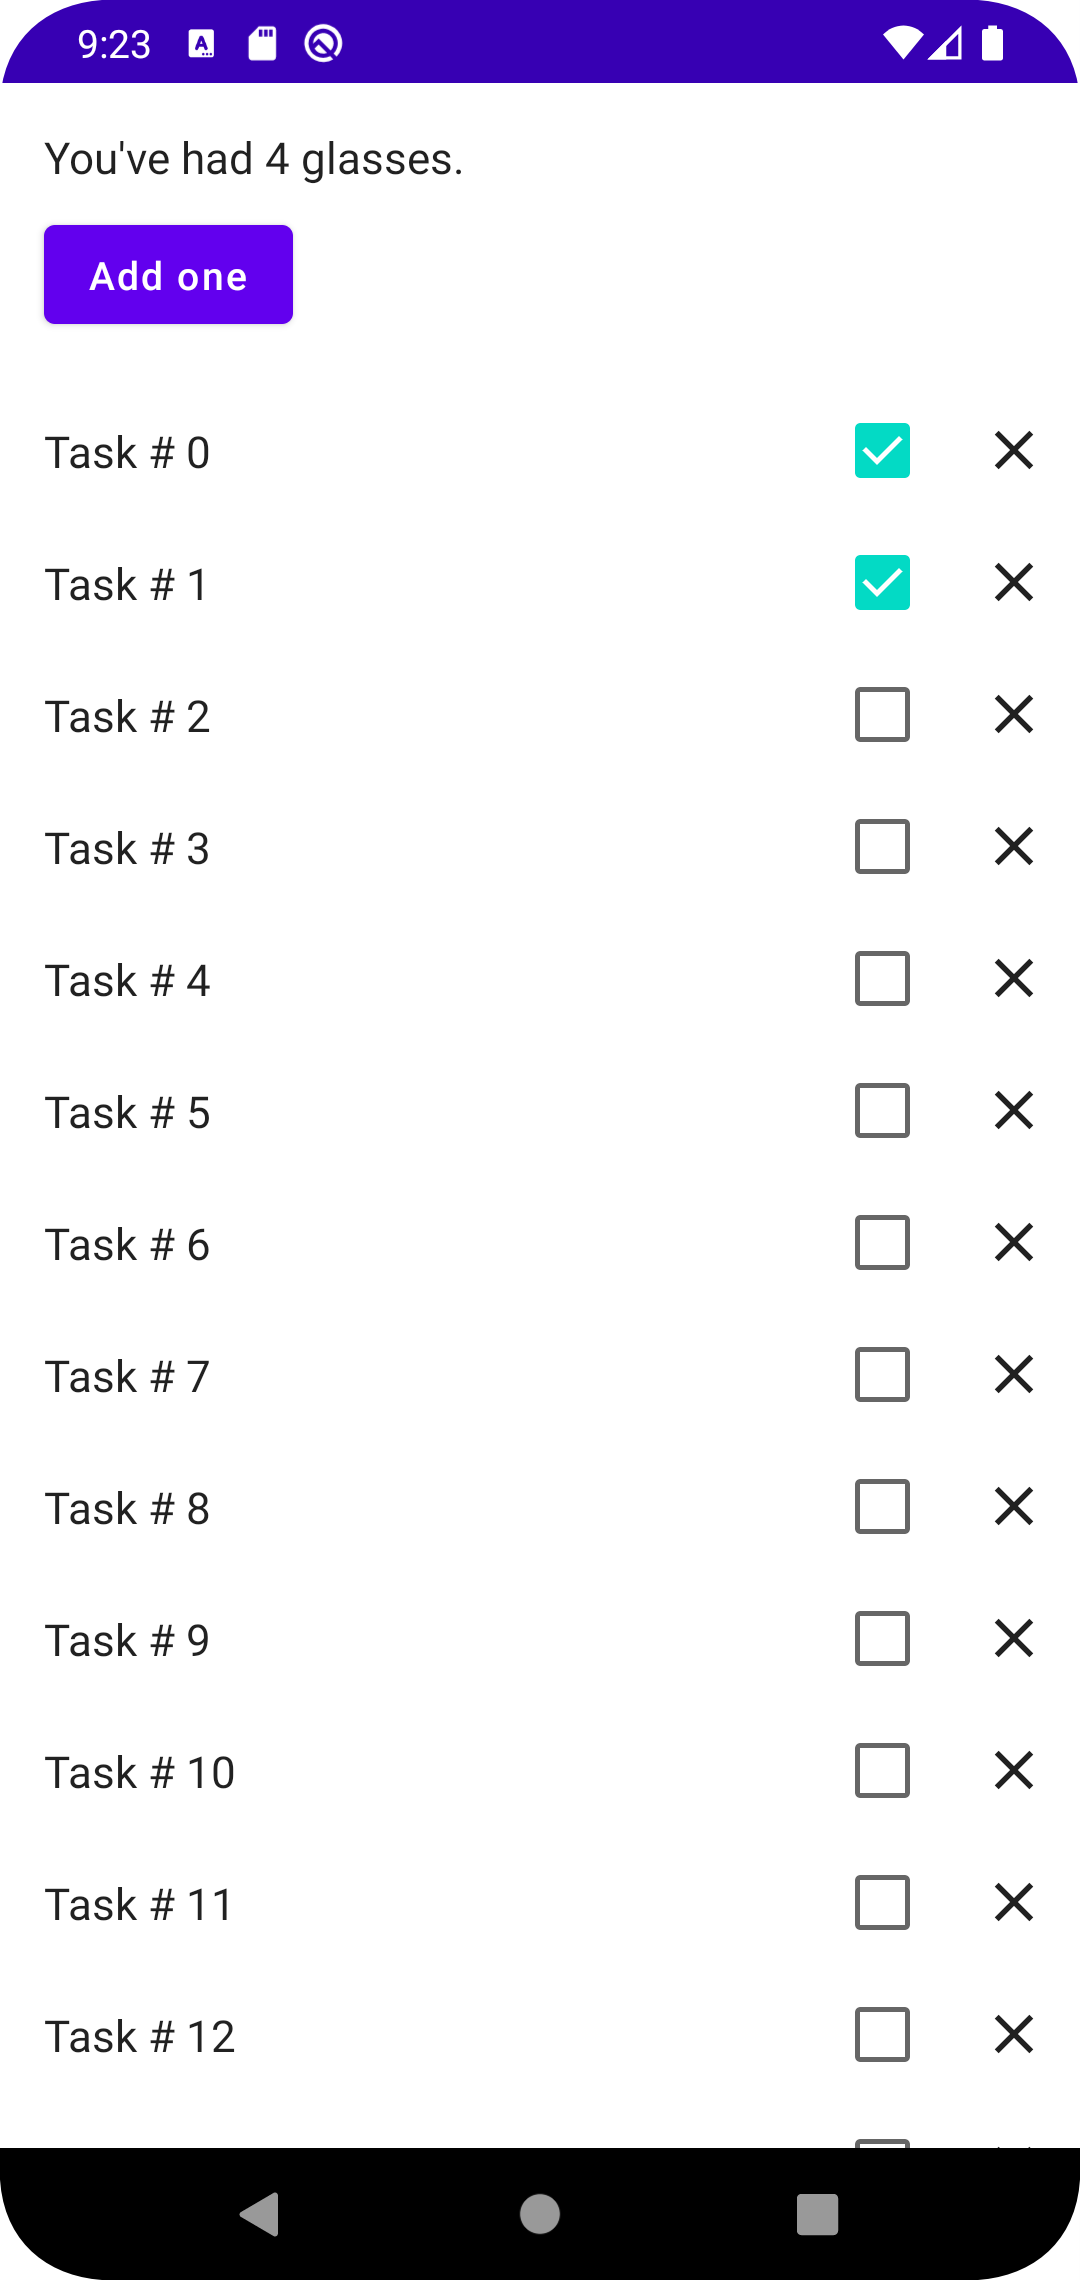 9:23
You've had 4 glasses.
Add one
Task # 0
Task # 1
Task # 2
Task # 3
Task # 4
Task # 5
Task # 6
Task # 7
Task # 8
Task # 9
Task # 10
Task # 11
Task # 12